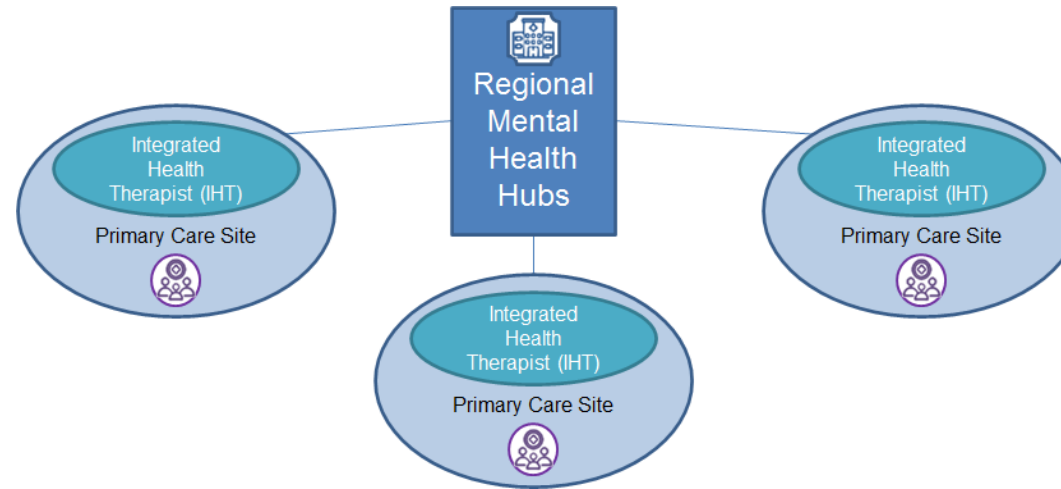 Regional
Mental
Health
Hubs
Integrated
Health
Therapist (IHT)
Primary Care Site
Integrated
Health
Therapist (IHT)
Primary Care Site
Integrated
Health
Therapist (IHT)
Primary Care Site